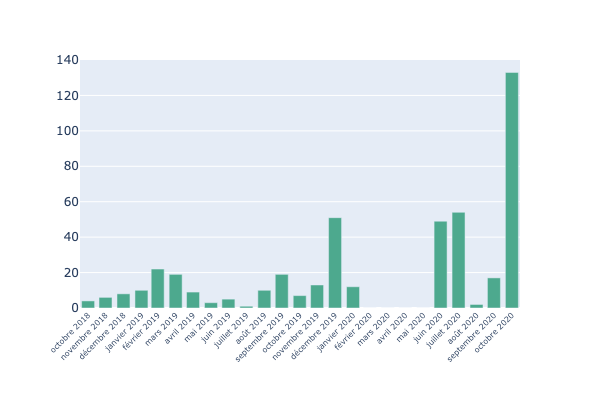 140
120
100
80
60
40
20
0
octobre 2018
novembre 2018
décembre 2018
janvier 2019
février 2019
mars 2019
avril 2019
mai 2019
juin 2019
juillet 2019
août 2019
septembre 2019
octobre 2019
novembre 2019
décembre 2019
janvier 2020
février 2020
mars 2020
avril 2020
mai 2020
juin 2020
juillet 2020
août 2020
septembre 2020
octobre 2020